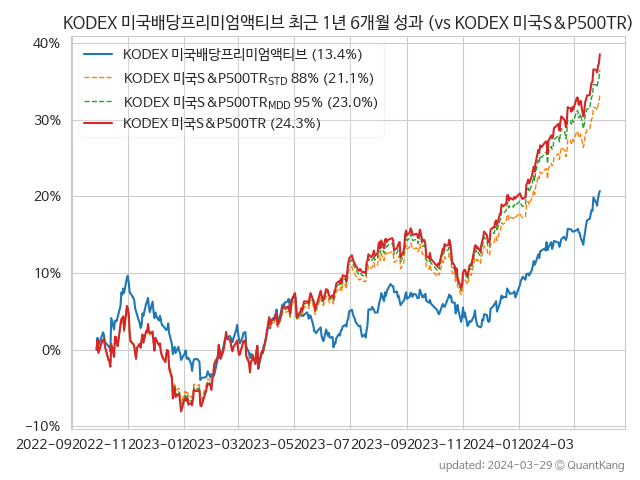 KODEX 미국배당프리미엄액티브 최근 1년 6개월 성과 (vs KODEX 미국S&P500TR)
KODEX 미국배당프리미엄액티브 (13.4%)
KODEX 미국S&P500TR_STD 88% (21.1%)
KODEX 미국S&P500TR_MDD 95% (23.0%)
KODEX 미국S&P500TR (24.3%)
40%
30%
20%
10%
0%
−10%
2022-09 2022-11 2023-01 2023-03 2023-05 2023-07 2023-09 2023-11 2024-01 2024-03
updated: 2024-03-29 © QuantKang